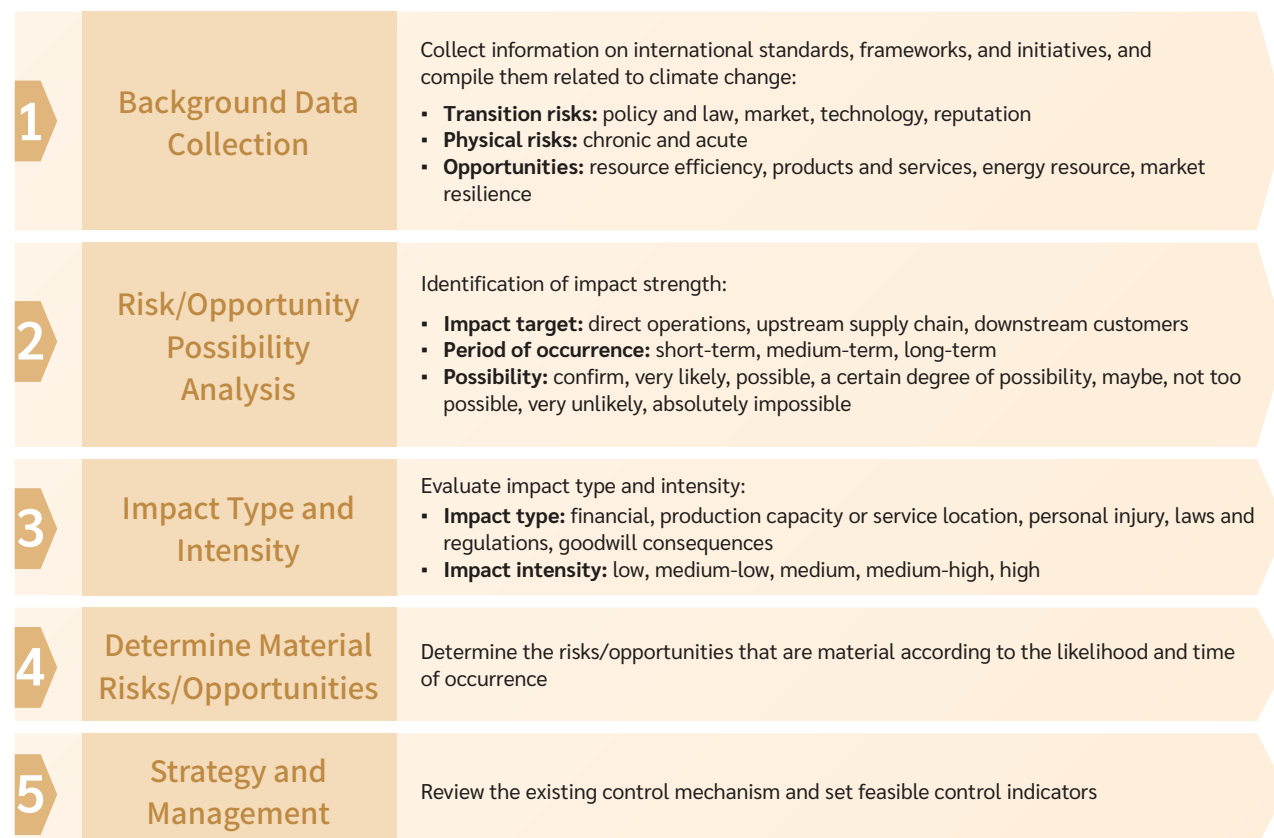 1
Background Data
Collection
Collect information on international standards, frameworks, and initiatives, and
compile them related to climate change:
▪ Transition risks: policy and law, market, technology, reputation
▪ Physical risks: chronic and acute
▪ Opportunities: resource efficiency, products and services, energy resource, market
resilience
2
Risk/Opportunity
Possibility
Analysis
Identification of impact strength:
▪ Impact target: direct operations, upstream supply chain, downstream customers
▪ Period of occurrence: short-term, medium-term, long-term
▪ Possibility: confirm, very likely, possible, a certain degree of possibility, maybe, not too
possible, very unlikely, absolutely impossible
3
Impact Type and
Intensity
Evaluate impact type and intensity:
▪ Impact type: financial, production capacity or service location, personal injury, laws and
regulations, goodwill consequences
▪ Impact intensity: low, medium-low, medium, medium-high, high
4
Determine Material
Risks/Opportunities
Determine the risks/opportunities that are material according to the likelihood and time
of occurrence
5
Strategy and
Management
Review the existing control mechanism and set feasible control indicators